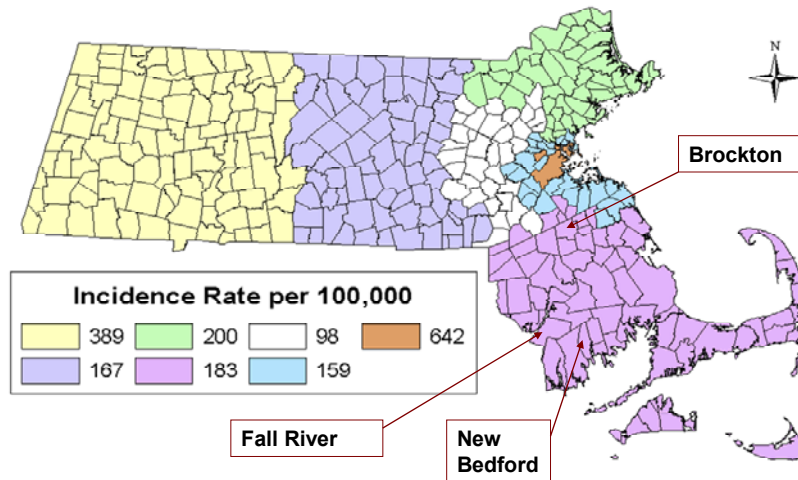 N
Brockton
Incidence Rate per 100,000
389 200 98 642
167 183 159
Fall River
New
Bedford